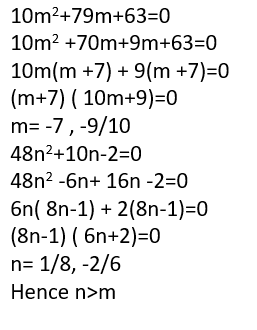 10m²+79m+63=0
10m² +70m+9m+63=0
10m(m +7) + 9(m +7)=0
(m+7) ( 10m+9)=0
m= -7 , -9/10
48n²+10n-2=0
48n² -6n+ 16n -2=0
6n( 8n-1) + 2(8n-1)=0
(8n-1) ( 6n+2)=0
n= 1/8, -2/6
Hence n>m